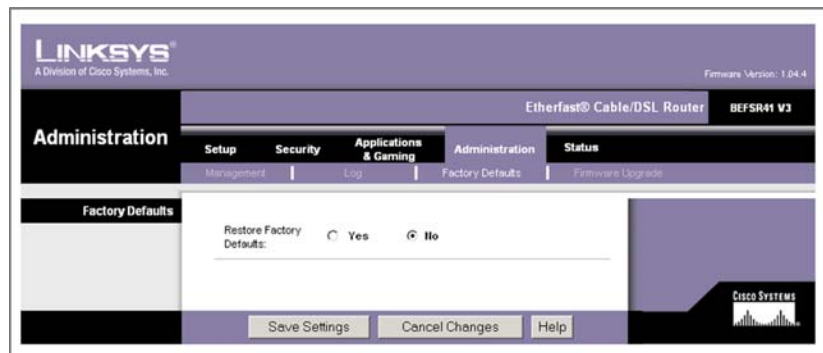 LINKSYS®
A Division of Cisco Systems, Inc.
Firmware Version: 1.04.4
Etherfast® Cable/DSL Router
BEFSR41 V3
Administration
Setup
Security
Applications
& Gaming
Administration
Status
Management
Log
Factory Defaults
Firmware Upgrade
Factory Defaults
Restore Factory
Defaults:
Yes
No
CISCO SYSTEMS
Save Settings
Cancel Changes
Help